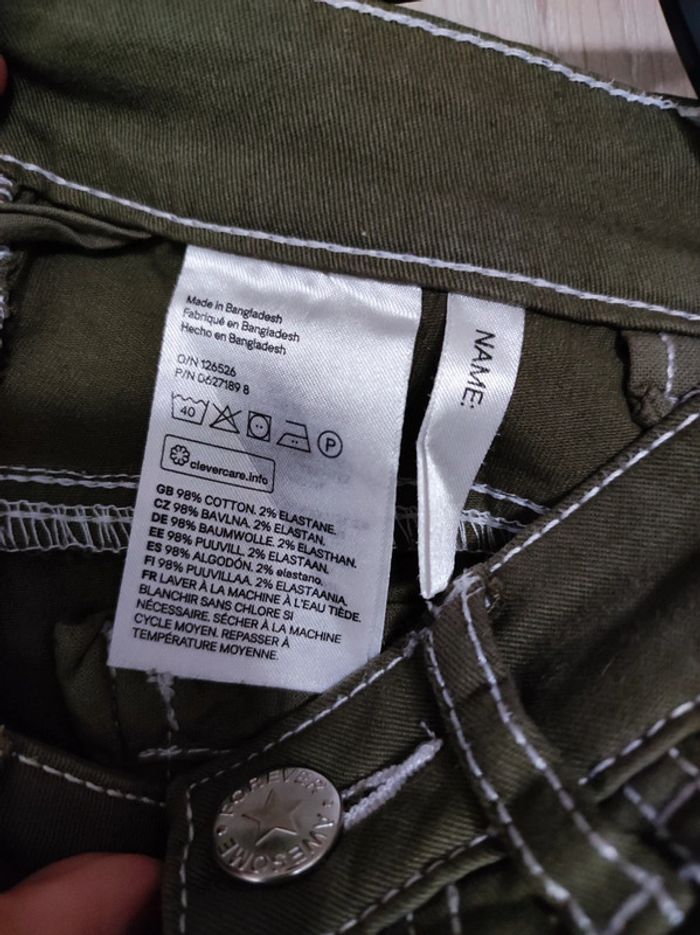 Made in Bangladesh
Fabriqué en Bangladesh
Hecho en Bangladesh
O/N 126526
P/N D627189 8
40
P
clevercare.info
GB 98% COTTON. 2% ELASTANE.
CZ 98% BAVLNA. 2% ELASTAN.
DE 98% BAUMWOLLE. 2% ELASTHAN.
EE 98% PUUVILL. 2% ELASTAAN.
ES 98% ALGODÓN. 2% elastano.
FI 98% PUUVILLAA. 2% ELASTAANIA.
FR LAVER À LA MACHINE À L'EAU TIÈDE.
BLANCHIR SANS CHLORE SI
NÉCESSAIRE. SÉCHER À LA MACHINE
CYCLE MOYEN. REPASSER À
TEMPÉRATURE MOYENNE.
NAME:
FOREVER
AWESOME